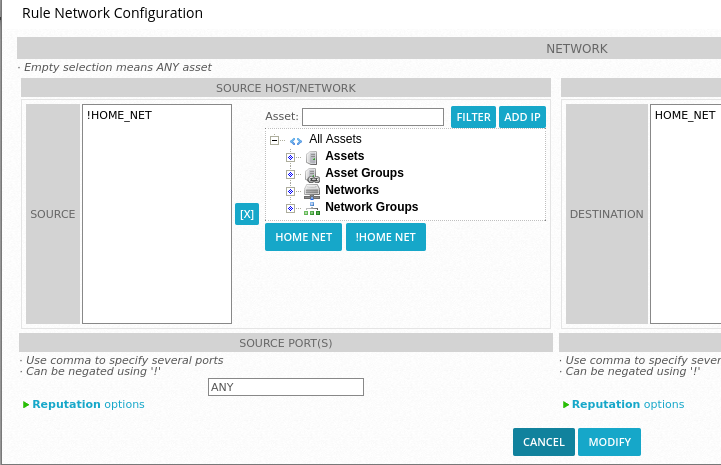 Rule Network Configuration
NETWORK
· Empty selection means ANY asset
SOURCE HOST/NETWORK
SOURCE
!HOME_NET
[X]
Asset:
FILTER
ADD IP
All Assets
Assets
Asset Groups
Networks
Network Groups
HOME NET
!HOME NET
DESTINATION
HOME_NET
SOURCE PORT(S)
· Use comma to specify several ports
· Can be negated using '!'
ANY
Reputation options
· Use comma to specify sever
· Can be negated using '!'
Reputation options
CANCEL
MODIFY